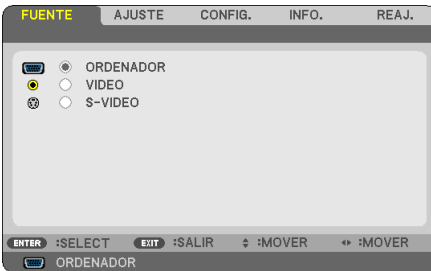 FUENTE AJUSTE CONFIG. INFO. REAJ.
ORDENADOR
VIDEO
S-VIDEO
ENTER :SELECT EXIT :SALIR :MOVER :MOVER
ORDENADOR